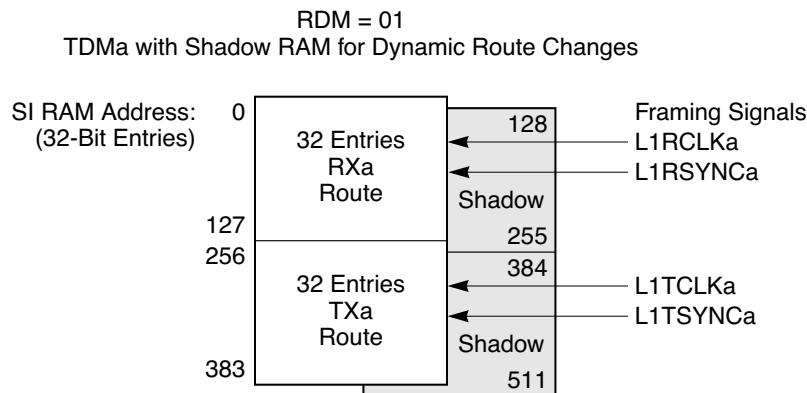 RDM = 01
TDMa with Shadow RAM for Dynamic Route Changes
SI RAM Address:
(32-Bit Entries)
0
32 Entries
RXa
Route
127
128
Shadow
255
256
32 Entries
TXa
Route
383
384
Shadow
511
Framing Signals
L1RCLKa
L1RSYNCa
L1TCLKa
L1TSYNCa